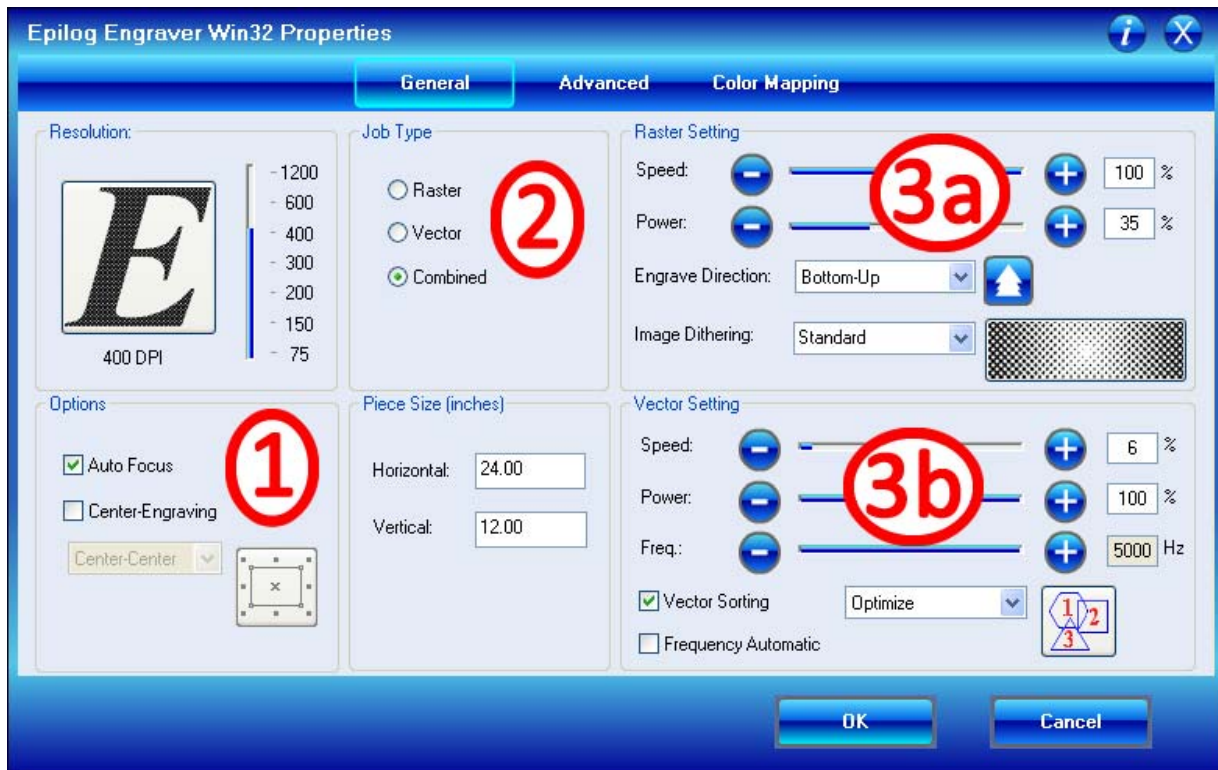 Epilog Engraver Win32 Properties
i X
General Advanced Color Mapping
Resolution:
E
- 1200
- 600
- 400
- 300
- 200
- 150
- 75
400 DPI
Job Type
Raster
Vector
Combined
2
Raster Setting
Speed: - + 100 %
Power: - + 35 %
3a
Engrave Direction: Bottom-Up
Image Dithering: Standard
Options
Auto Focus
Center-Engraving
Center-Center
x
1
Piece Size (inches)
Horizontal: 24.00
Vertical: 12.00
Vector Setting
Speed: - + 6 %
Power: - + 100 %
Freq.: - + 5000 Hz
3b
Vector Sorting Optimize
1 2
3
Frequency Automatic
OK Cancel